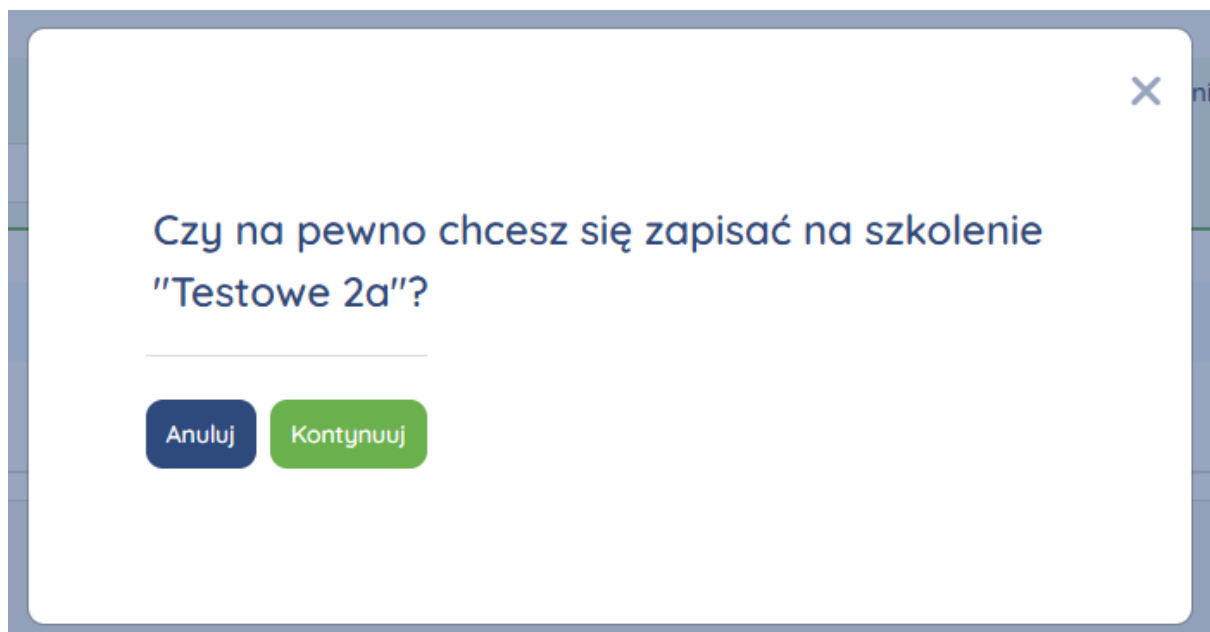 Czy na pewno chcesz się zapisać na szkolenie
"Testowe 2a"?
Anuluj Kontynuuj